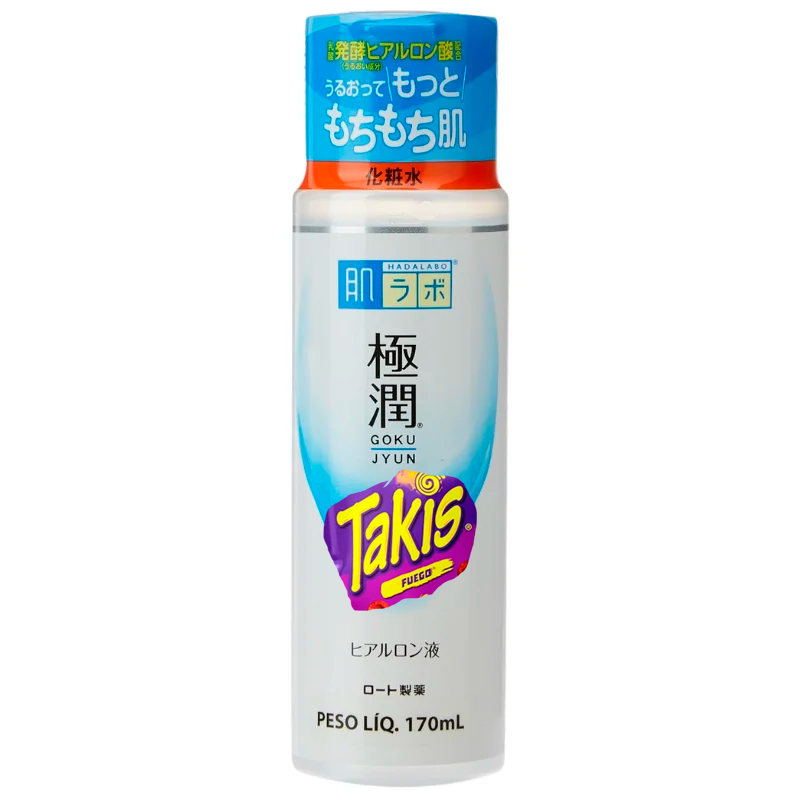 乳酸発酵ヒアルロン酸配合
(うるおい成分)
うるおって もっと
もちもち肌
化粧水
HADALABO®
肌ラボ
極
潤®
GOKU
JYUN
Takis®
FUEGO®
ヒアルロン液
ロート製薬
PESO LÍQ. 170mL